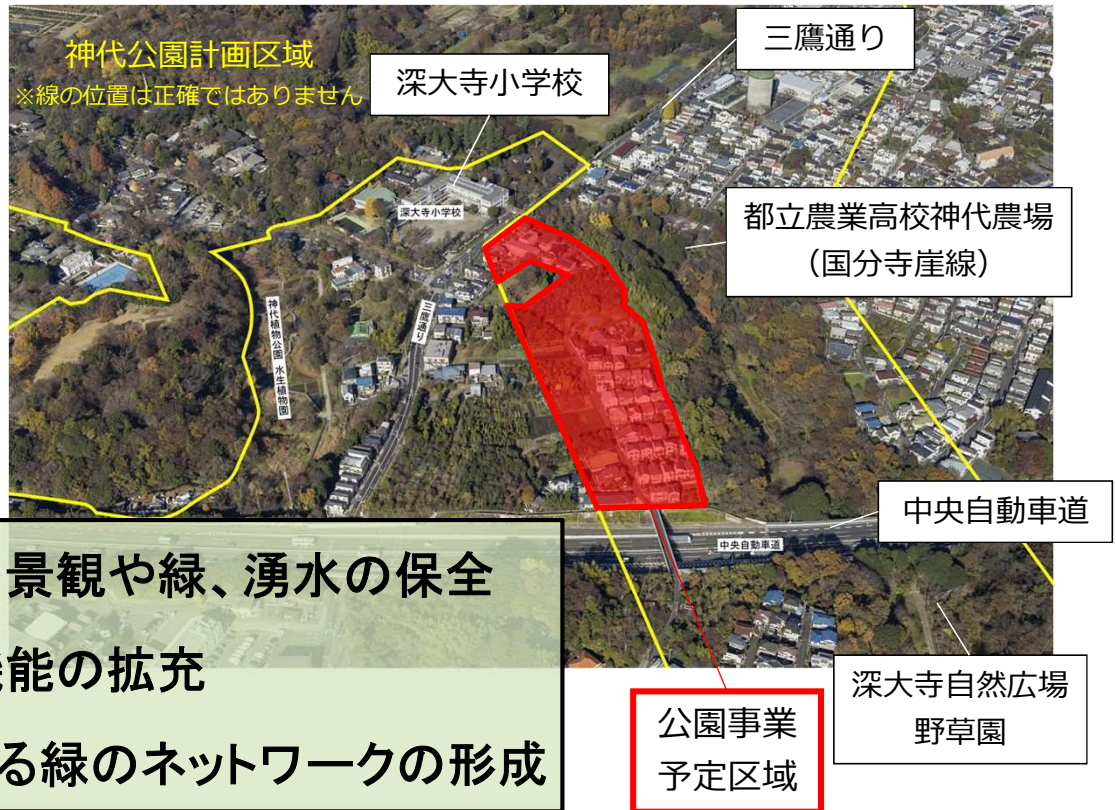 神代公園計画区域
※線の位置は正確ではありません
深大寺小学校
三鷹通り
深大寺小学校
都立農業高校神代農場
（国分寺崖線）
神代植物公園 水生植物園
三鷹通り
中央自動車道
中央自動車道
景観や緑、湧水の保全
能の拡充
る緑のネットワークの形成
公園事業
予定区域
深大寺自然広場
野草園